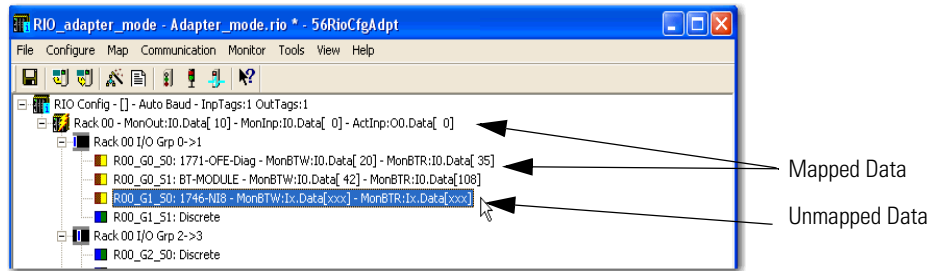 RIO_adapter_mode - Adapter_mode.rio * - 56RioCfgAdpt
File Configure Map Communication Monitor Tools View Help
RIO Config - [] - Auto Baud - InpTags:1 OutTags:1
Rack 00 - MonOut:I0.Data[ 10] - MonInp:I0.Data[ 0] - ActInp:O0.Data[ 0]
Rack 00 I/O Grp 0->1
R00_G0_S0: 1771-OFE-Diag - MonBTW:I0.Data[ 20] - MonBTR:I0.Data[ 35]
R00_G0_S1: BT-MODULE - MonBTW:I0.Data[ 42] - MonBTR:I0.Data[108]
R00_G1_S0: 1746-NI8 - MonBTW:Ix.Data[xxx] - MonBTR:Ix.Data[xxx]
R00_G1_S1: Discrete
Rack 00 I/O Grp 2->3
R00_G2_S0: Discrete
Mapped Data
Unmapped Data